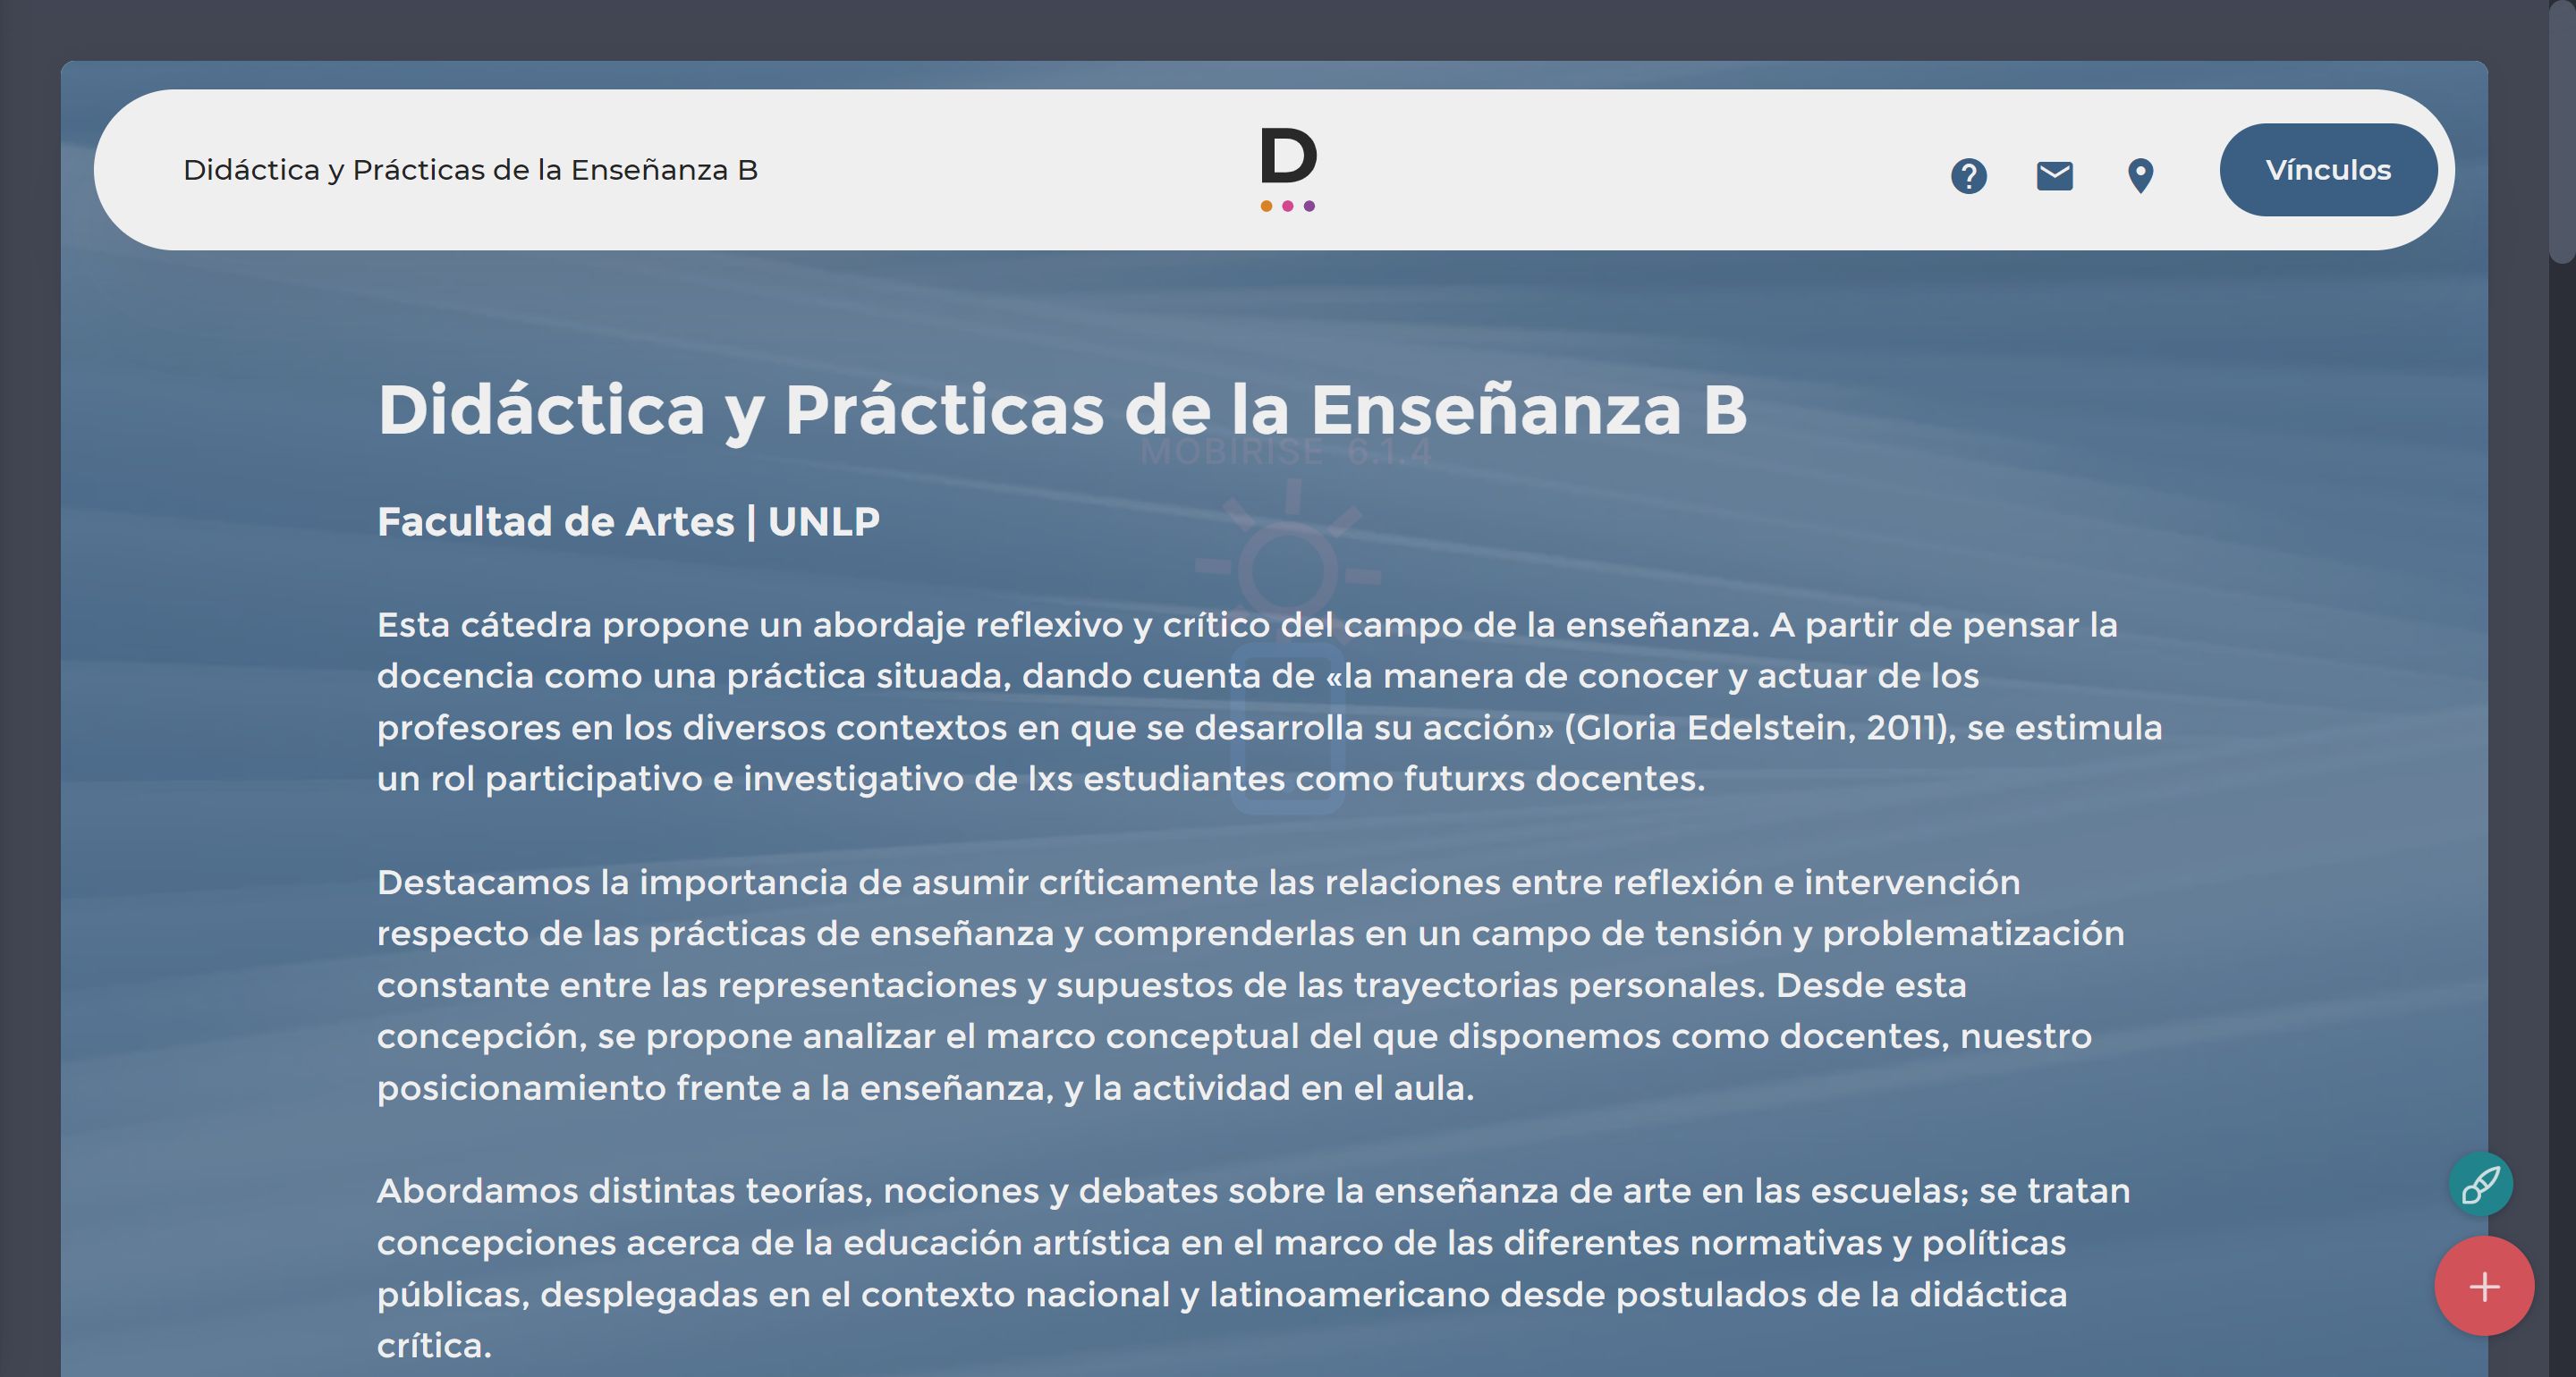 Didáctica y Prácticas de la Enseñanza B
D
Vínculos
Didáctica y Prácticas de la Enseñanza B
MOBIRISE 6.1.4
Facultad de Artes | UNLP
Esta cátedra propone un abordaje reflexivo y crítico del campo de la enseñanza. A partir de pensar la
docencia como una práctica situada, dando cuenta de «la manera de conocer y actuar de los
profesores en los diversos contextos en que se desarrolla su acción» (Gloria Edelstein, 2011), se estimula
un rol participativo e investigativo de lxs estudiantes como futurxs docentes.
Destacamos la importancia de asumir críticamente las relaciones entre reflexión e intervención
respecto de las prácticas de enseñanza y comprenderlas en un campo de tensión y problematización
constante entre las representaciones y supuestos de las trayectorias personales. Desde esta
concepción, se propone analizar el marco conceptual del que disponemos como docentes, nuestro
posicionamiento frente a la enseñanza, y la actividad en el aula.
Abordamos distintas teorías, nociones y debates sobre la enseñanza de arte en las escuelas; se tratan
concepciones acerca de la educación artística en el marco de las diferentes normativas y políticas
públicas, desplegadas en el contexto nacional y latinoamericano desde postulados de la didáctica
crítica.